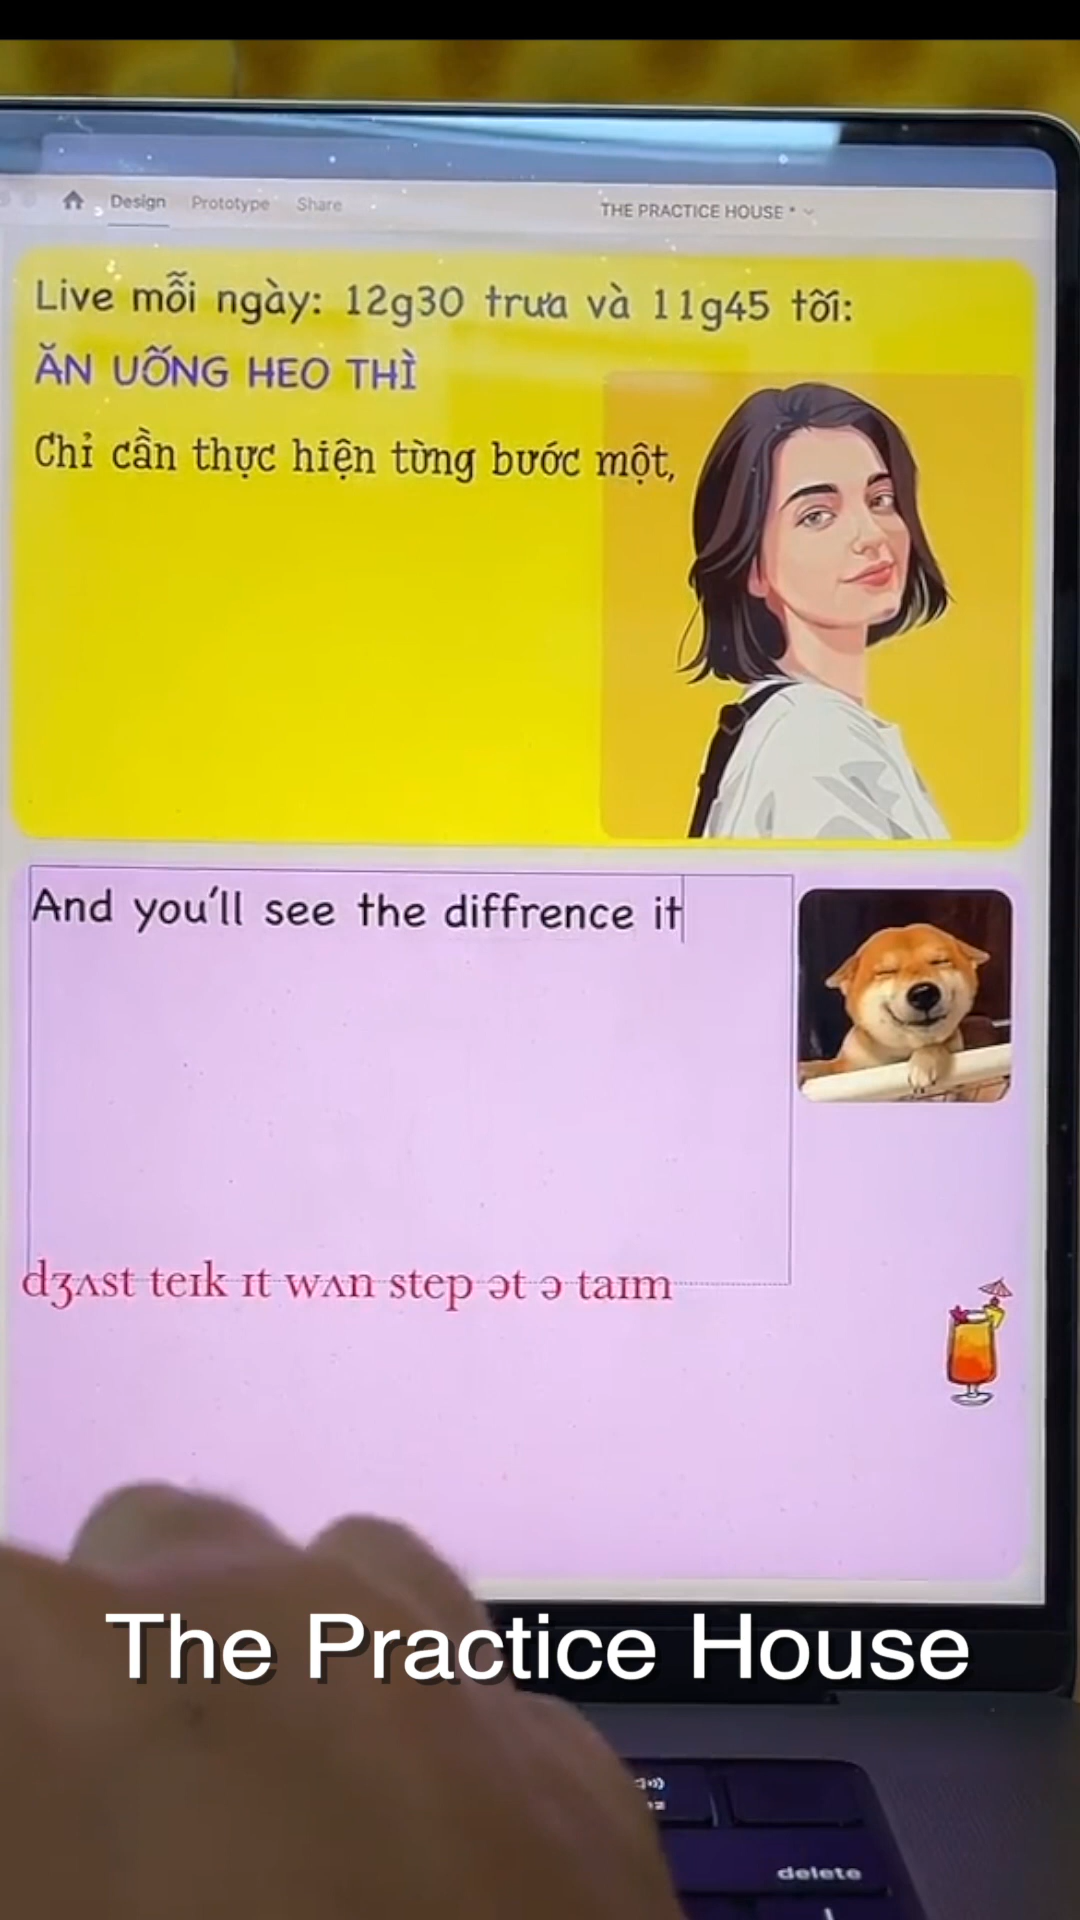 Design Prototype Share
THE PRACTICE HOUSE *
Live mỗi ngày: 12g30 trưa và 11g45 tối:
ĂN UỐNG HEO THÌ
Chỉ cần thực hiện từng bước một,
And you'll see the diffrence it
dʒʌst teɪk ɪt wʌn step ət ə taɪm
The Practice House
delete